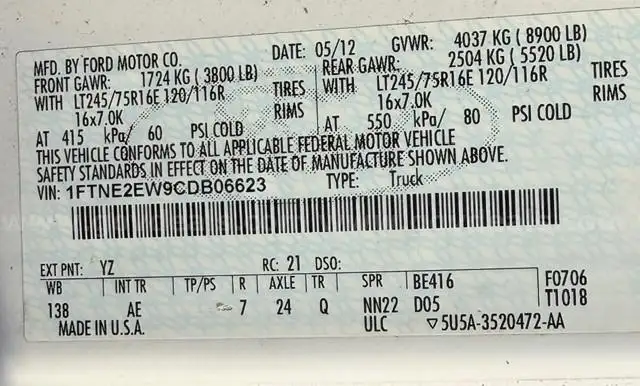 MFD. BY FORD MOTOR CO. DATE: 05/12 GVWR: 4037 KG ( 8900 LB)
FRONT GAWR: 1724 KG ( 3800 LB) REAR GAWR: 2504 KG ( 5520 LB)
WITH LT245/75R16E 120/116R TIRES WITH LT245/75R16E 120/116R TIRES
16x7.0K RIMS 16x7.0K RIMS
AT 415 kPa/ 60 PSI COLD AT 550 kPa/ 80 PSI COLD
THIS VEHICLE CONFORMS TO ALL APPLICABLE FEDERAL MOTOR VEHICLE
SAFETY STANDARDS IN EFFECT ON THE DATE OF MANUFACTURE SHOWN ABOVE.
VIN: 1FTNE2EW9CDB06623 TYPE: Truck
EXT PNT: YZ RC: 21 DSO:
WB INT TR TP/PS R AXLE TR SPR BE416 F0706
138 AE 7 24 Q NN22 D05 T1018
MADE IN U.S.A. ULC ▽5U5A-3520472-AA